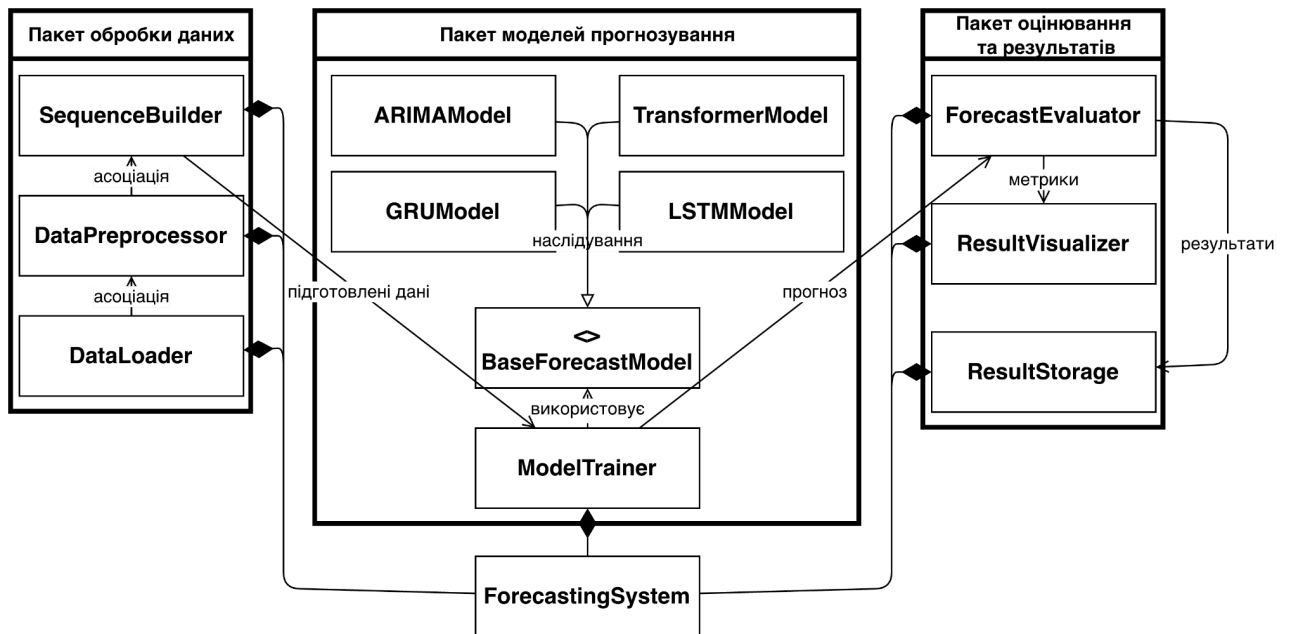 Пакет обробки даних
SequenceBuilder
асоціація
DataPreprocessor
асоціація
DataLoader
підготовлені дані
Пакет моделей прогнозування
ARIMAModel
TransformerModel
GRUModel
LSTMModel
наслідування
<>
BaseForecastModel
використовує
ModelTrainer
прогноз
Пакет оцінювання
та результатів
ForecastEvaluator
метрики
ResultVisualizer
результати
ResultStorage
ForecastingSystem